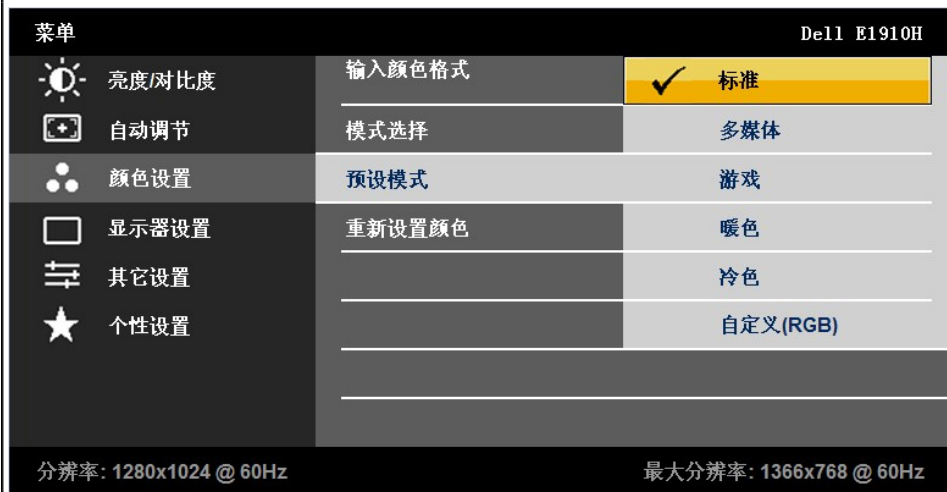 菜单
Dell E1910H
亮度/对比度
自动调节
颜色设置
显示器设置
其它设置
个性设置
输入颜色格式
模式选择
预设模式
重新设置颜色
标准
多媒体
游戏
暖色
冷色
自定义(RGB)
分辨率: 1280x1024 @ 60Hz
最大分辨率: 1366x768 @ 60Hz